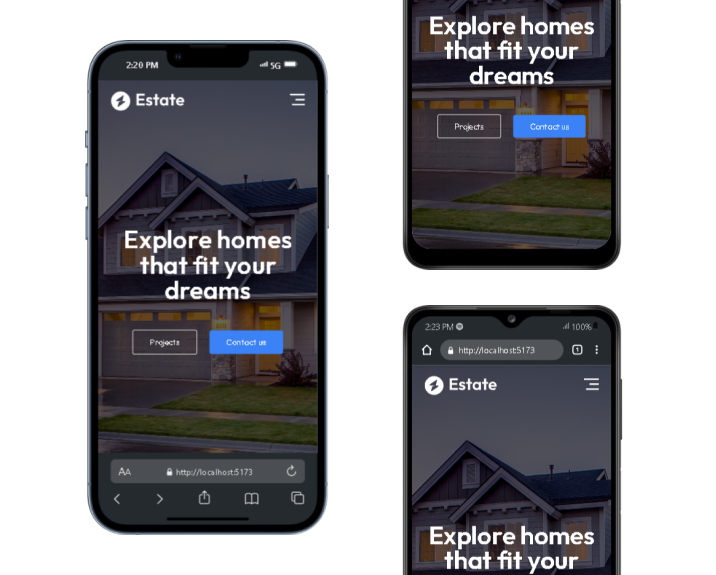 2:20 PM
5G
Estate
Explore homes
that fit your
dreams
Projects
Contact us
AA
http://localhost:5173
Explore homes
that fit your
dreams
Projects
Contact us
2:23 PM
100%
http://localhost:5173
1
Estate
Explore homes
that fit your